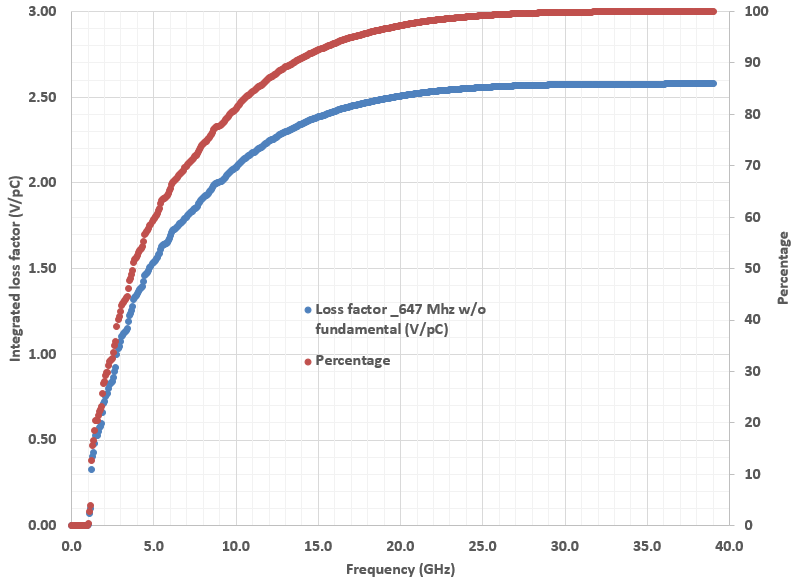 3.00
2.50
2.00
1.50
1.00
0.50
0.00
Integrated loss factor (V/pC)
100
90
80
70
60
50
40
30
20
10
0
Percentage
Loss factor _647 Mhz w/o
fundamental (V/pC)
Percentage
0.0 5.0 10.0 15.0 20.0 25.0 30.0 35.0 40.0
Frequency (GHz)